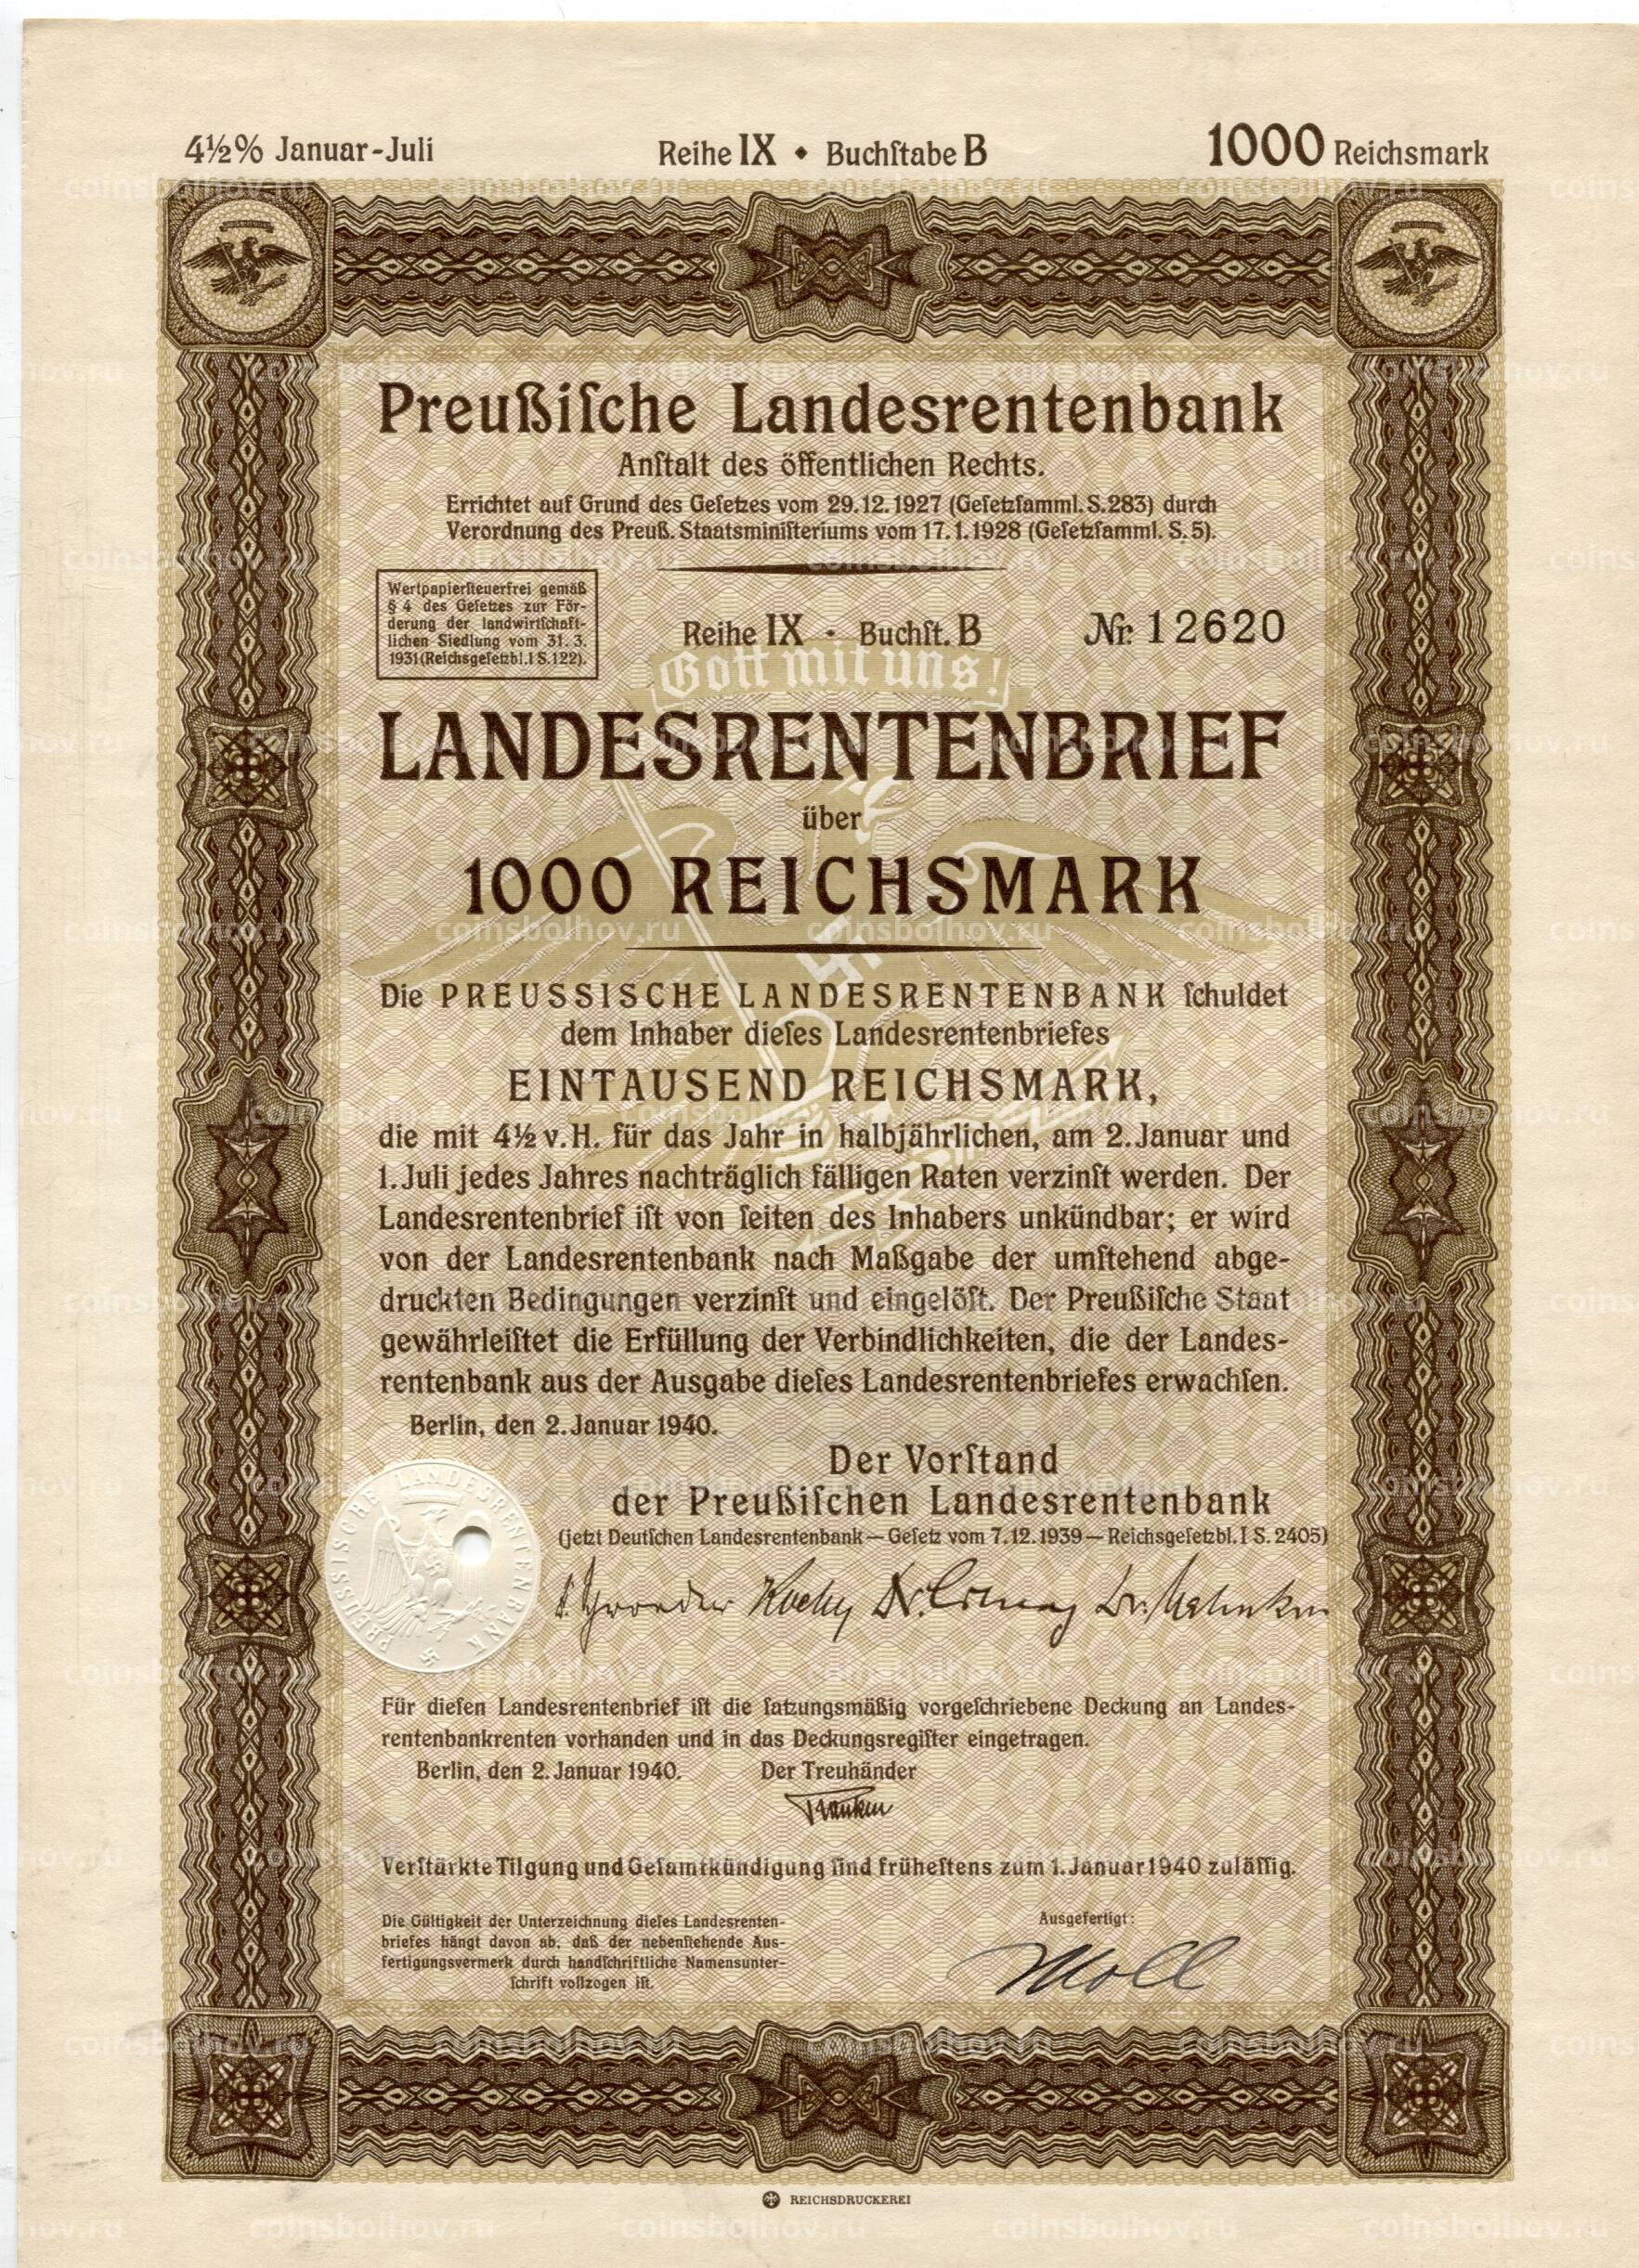 4½% Januar-Juli
Reihe IX • Buchſtabe B
1000 Reichsmark
Preußiſche Landesrentenbank
Anſtalt des öffentlichen Rechts.
Errichtet auf Grund des Geſetzes vom 29.12.1927 (Geſetzſamml. S. 283) durch
Verordnung des Preuß. Staatsminiſteriums vom 17.1.1928 (Geſetzſamml. S. 5).
Wertpapierſteuerfrei gemäß
§ 4 des Geſetzes zur För-
derung der landwirtſchaft-
lichen Siedlung vom 31.3.
1931 (Reichsgeſetzbl. I S. 122).
Reihe IX • Buchſt. B
Nr. 12620
Gott mit uns!
LANDESRENTENBRIEF
über
1000 REICHSMARK
Die PREUSSISCHE LANDESRENTENBANK ſchuldet
dem Inhaber dieſes Landesrentenbriefes
EINTAUSEND REICHSMARK,
die mit 4½ v.H. für das Jahr in halbjährlichen, am 2. Januar und
1. Juli jedes Jahres nachträglich fälligen Raten verzinſt werden. Der
Landesrentenbrief iſt von ſeiten des Inhabers unkündbar; er wird
von der Landesrentenbank nach Maßgabe der umſtehend abge-
druckten Bedingungen verzinſt und eingelöſt. Der Preußiſche Staat
gewährleiſtet die Erfüllung der Verbindlichkeiten, die der Landes-
rentenbank aus der Ausgabe dieſes Landesrentenbriefes erwachſen.
Berlin, den 2. Januar 1940.
Der Vorſtand
der Preußiſchen Landesrentenbank
(jetzt Deutſchen Landesrentenbank — Geſetz vom 7.12.1939 — Reichsgeſetzbl. I S. 2405)
PREUSSISCHE LANDESRENTENBANK
Für dieſen Landesrentenbrief iſt die ſatzungsmäßig vorgeſchriebene Deckung an Landes-
rentenbankrenten vorhanden und in das Deckungsregiſter eingetragen.
Berlin, den 2. Januar 1940.
Der Treuhänder
Verſtärkte Tilgung und Geſamtkündigung ſind früheſtens zum 1. Januar 1940 zuläſſig.
Die Gültigkeit der Unterzeichnung dieſes Landesrenten-
briefes hängt davon ab, daß der nebenſtehende Aus-
fertigungsvermerk durch handſchriftliche Namensunter-
ſchrift vollzogen iſt.
Ausgefertigt:
Moll
REICHSDRUCKEREI
coinsbolhov.ru